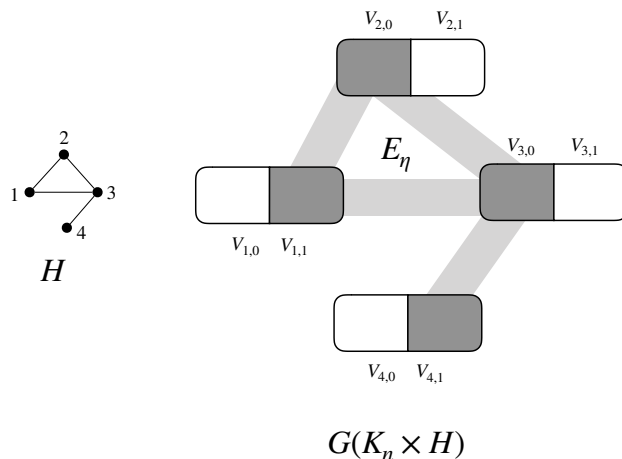 V₂,₀ V₂,₁
2
1 3
4
H
E_η
V₃,₀ V₃,₁
V₁,₀ V₁,₁
V₄,₀ V₄,₁
G(Kₙ × H)